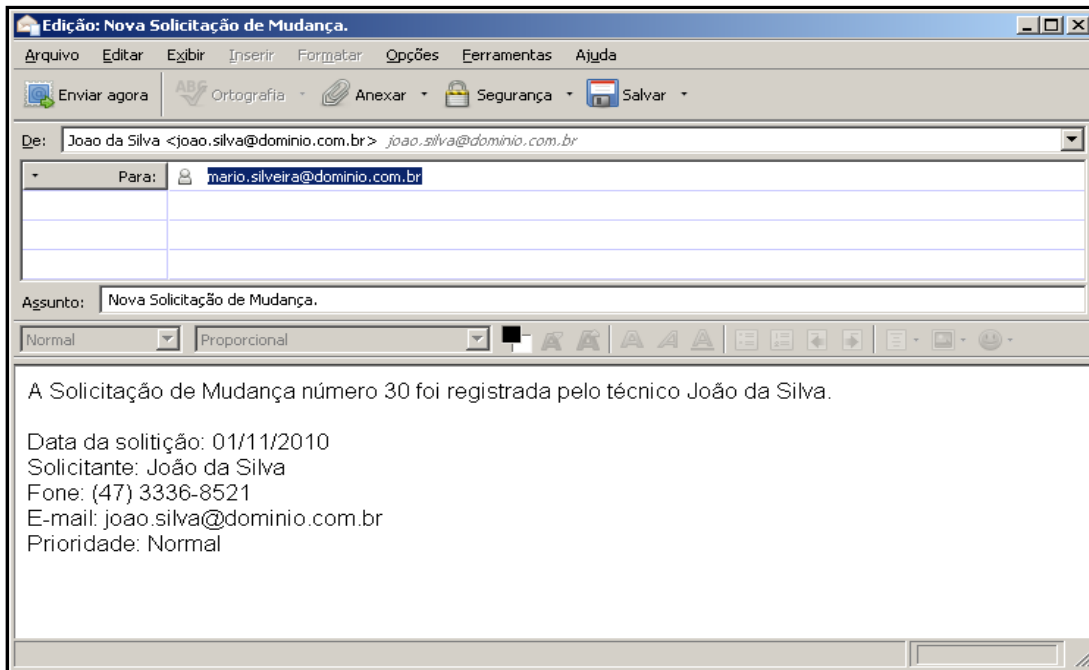 Edição: Nova Solicitação de Mudança.
Arquivo Editar Exibir Inserir Formatar Opções Ferramentas Ajuda
Enviar agora ABC Ortografia Anexar Segurança Salvar
De: Joao da Silva <joao.silva@dominio.com.br> joao.silva@dominio.com.br
Para: mario.silveira@dominio.com.br
Assunto: Nova Solicitação de Mudança.
Normal Proporcional
A Solicitação de Mudança número 30 foi registrada pelo técnico João da Silva.
Data da solitição: 01/11/2010
Solicitante: João da Silva
Fone: (47) 3336-8521
E-mail: joao.silva@dominio.com.br
Prioridade: Normal